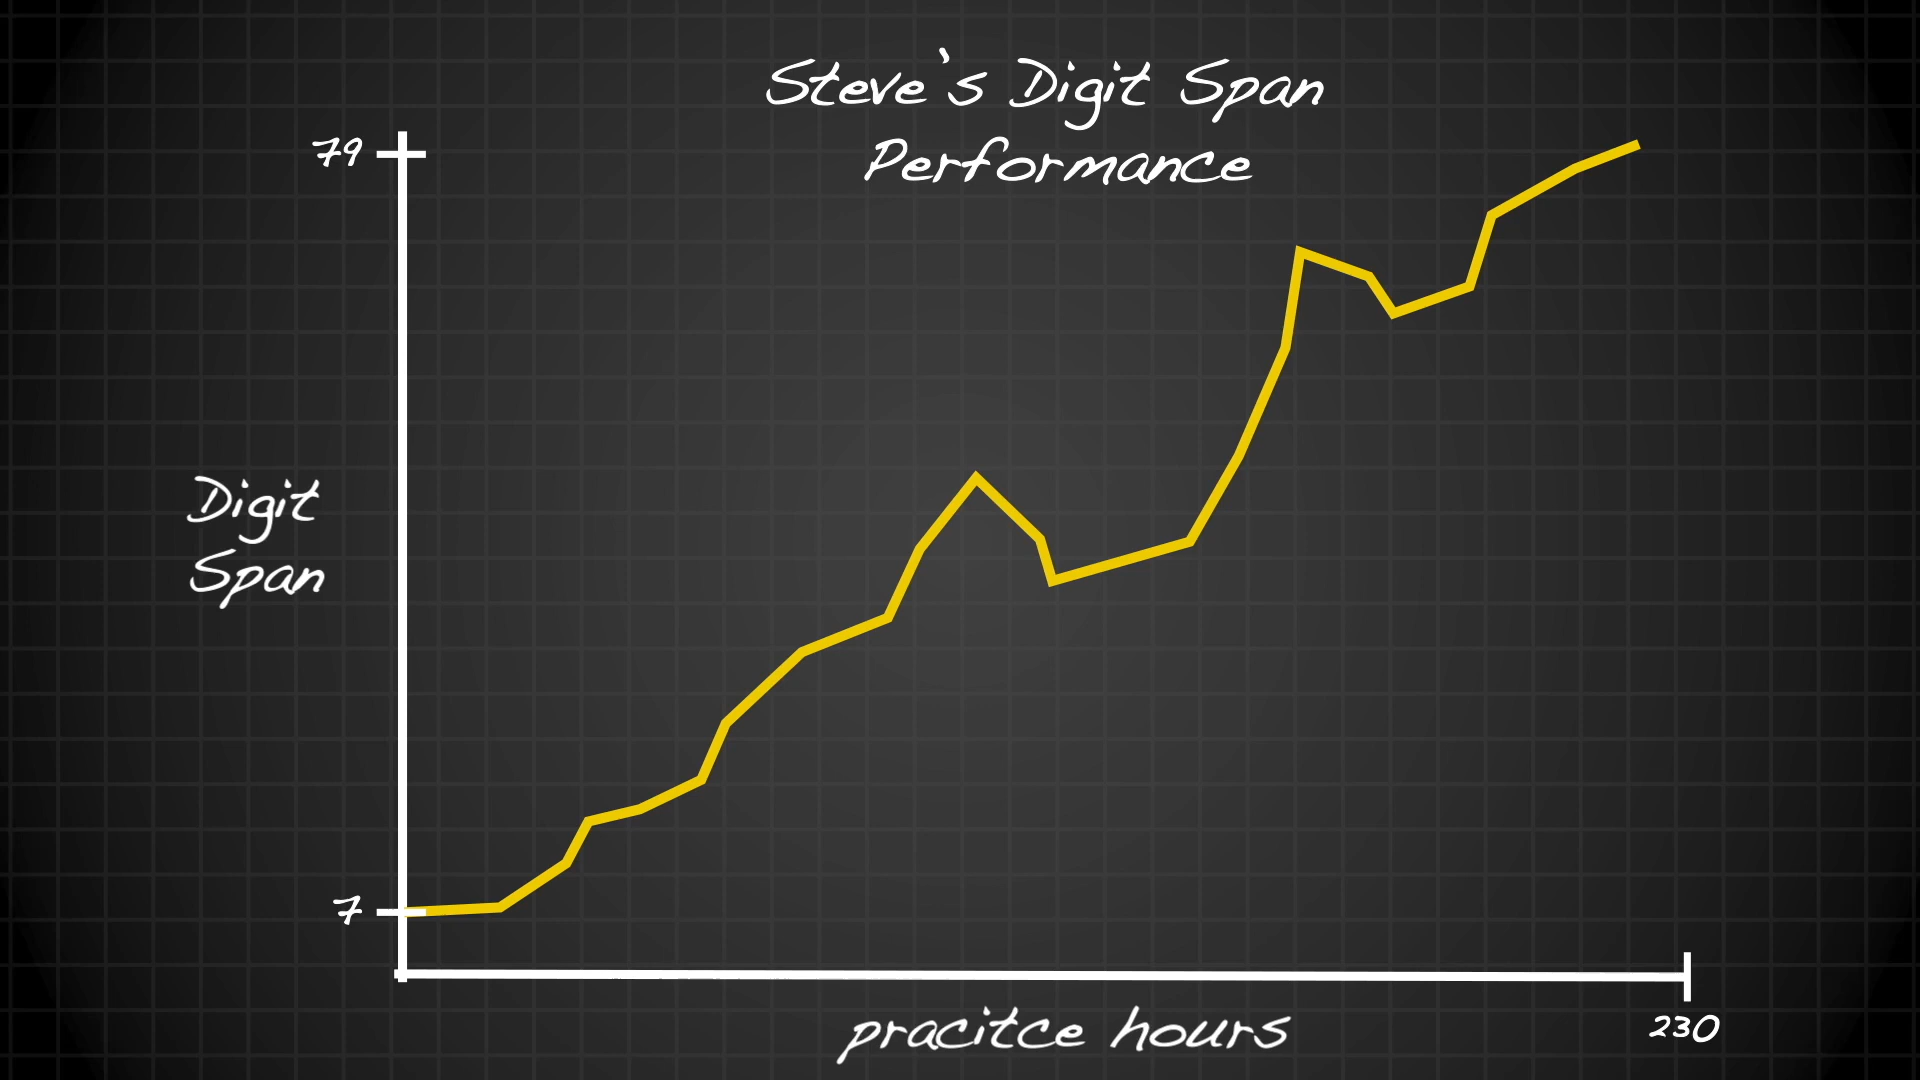 Steve's Digit Span
Performance
79
Digit
Span
7
pracitce hours
230